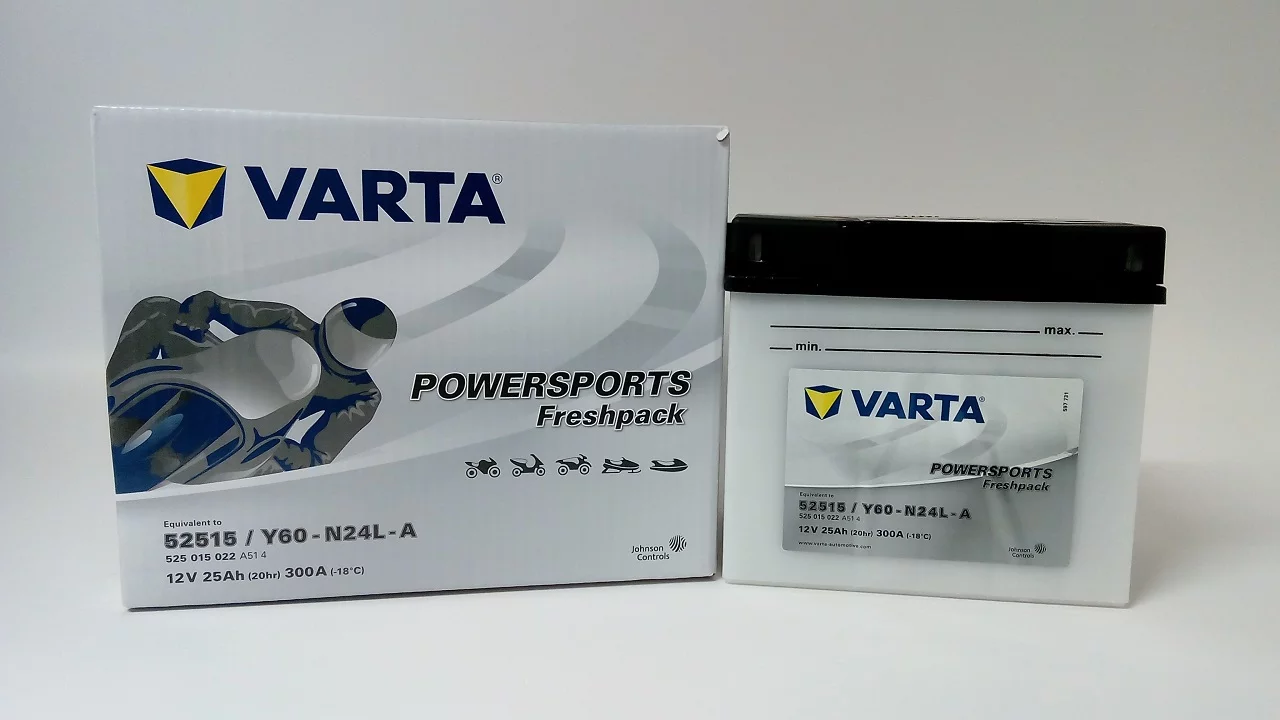 VARTA®
POWERSPORTS
Freshpack
Equivalent to
52515 / Y60-N24L-A
525 015 022 A51 4
12V 25Ah (20hr) 300A (-18°C)
Johnson
Controls
max.
min.
VARTA®
597 731
POWERSPORTS
Freshpack
Equivalent to
52515 / Y60-N24L-A
525 015 022 A51 4
12V 25Ah (20hr) 300A (-18°C)
www.varta-automotive.com
Johnson
Controls